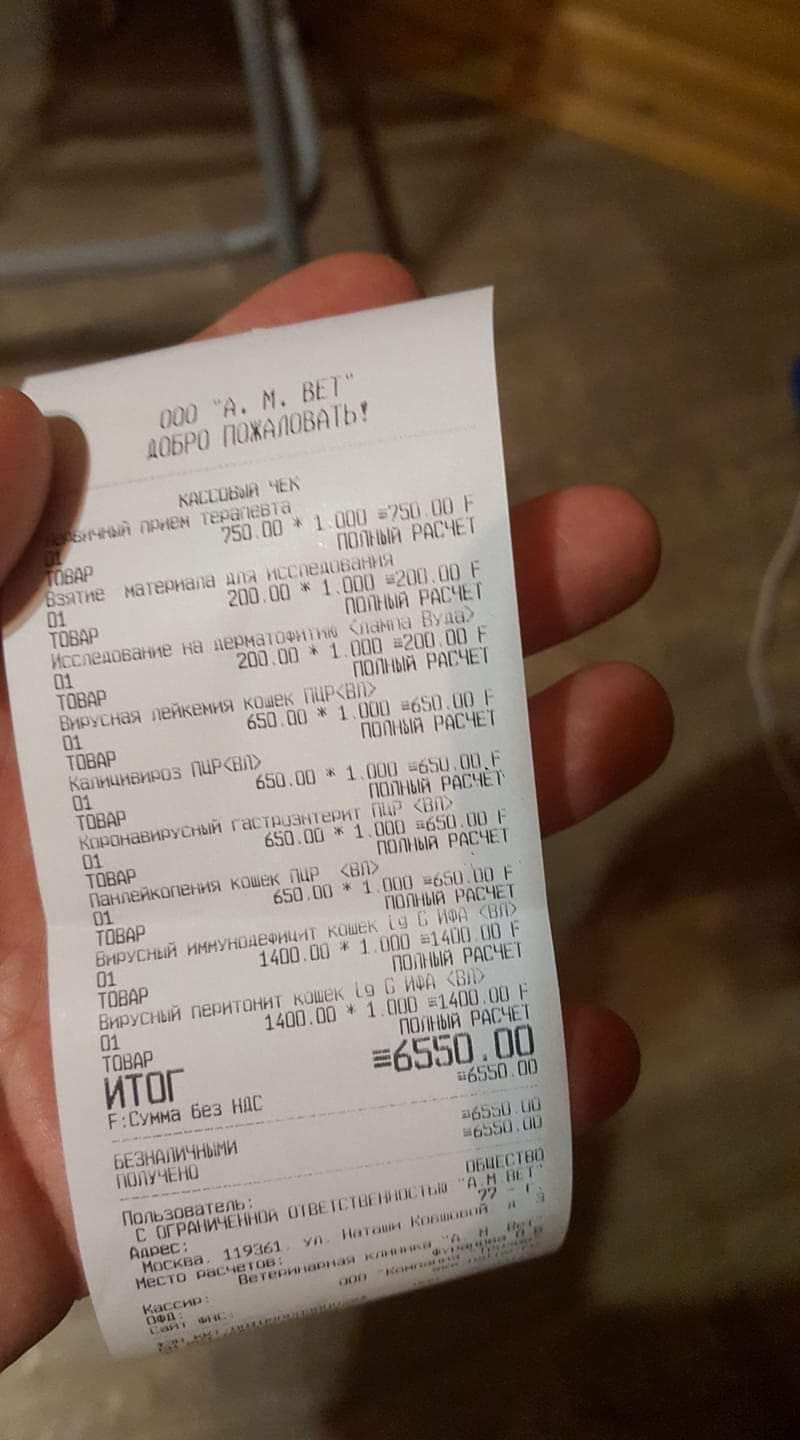 ООО "А. М. ВЕТ"
ДОБРО ПОЖАЛОВАТЬ!
КАССОВЫЙ ЧЕК
Первичный прием терапевта
750.00 * 1.000 ≡750.00 F
01 ПОЛНЫЙ РАСЧЕТ
ТОВАР
Взятие материала для исследования
200.00 * 1.000 ≡200.00 F
01 ПОЛНЫЙ РАСЧЕТ
ТОВАР
Исследование на дерматофитию <лампа Вуда>
200.00 * 1.000 ≡200.00 F
01 ПОЛНЫЙ РАСЧЕТ
ТОВАР
Вирусная лейкемия кошек ПЦР<ВЛ>
650.00 * 1.000 ≡650.00 F
01 ПОЛНЫЙ РАСЧЕТ
ТОВАР
Калицивироз ПЦР<ВЛ>
650.00 * 1.000 ≡650.00 F
01 ПОЛНЫЙ РАСЧЕТ
ТОВАР
Коронавирусный гастроэнтерит ПЦР <ВЛ>
650.00 * 1.000 ≡650.00 F
01 ПОЛНЫЙ РАСЧЕТ
ТОВАР
Панлейкопения кошек ПЦР <ВЛ>
650.00 * 1.000 ≡650.00 F
01 ПОЛНЫЙ РАСЧЕТ
ТОВАР
Вирусный иммунодефицит кошек ig G ИФА <ВЛ>
1400.00 * 1.000 ≡1400.00 F
01 ПОЛНЫЙ РАСЧЕТ
ТОВАР
Вирусный перитонит кошек ig G ИФА <ВЛ>
1400.00 * 1.000 ≡1400.00 F
01 ПОЛНЫЙ РАСЧЕТ
ТОВАР
ИТОГ ≡6550.00
F:Сумма без НДС ≡6550.00
БЕЗНАЛИЧНЫМИ ≡6550.00
ПОЛУЧЕНО ≡6550.00
Пользователь: ОБЩЕСТВО
С ОГРАНИЧЕННОЙ ОТВЕТСТВЕННОСТЬЮ "А.М.ВЕТ"
Адрес: 77 - г.
Москва, 119361, ул. Наташи Ковшовой, д.
Место расчетов:
Ветеринарная клиника "А. М. Вет"
Кассир:
ОФД: ООО "Компания
Сайт ФНС: